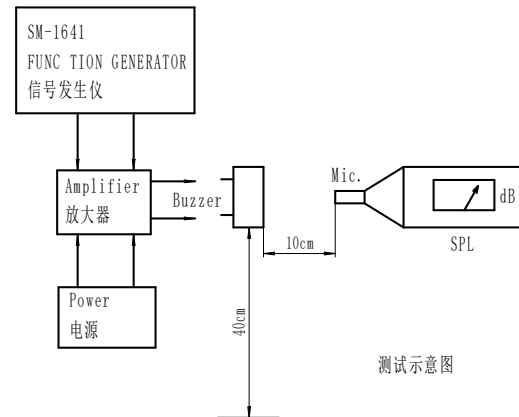 SM-1641
FUNC TION GENERATOR
信号发生仪
Amplifier
放大器
Buzzer
Mic.
dB
SPL
10cm
40cm
Power
电源
测试示意图